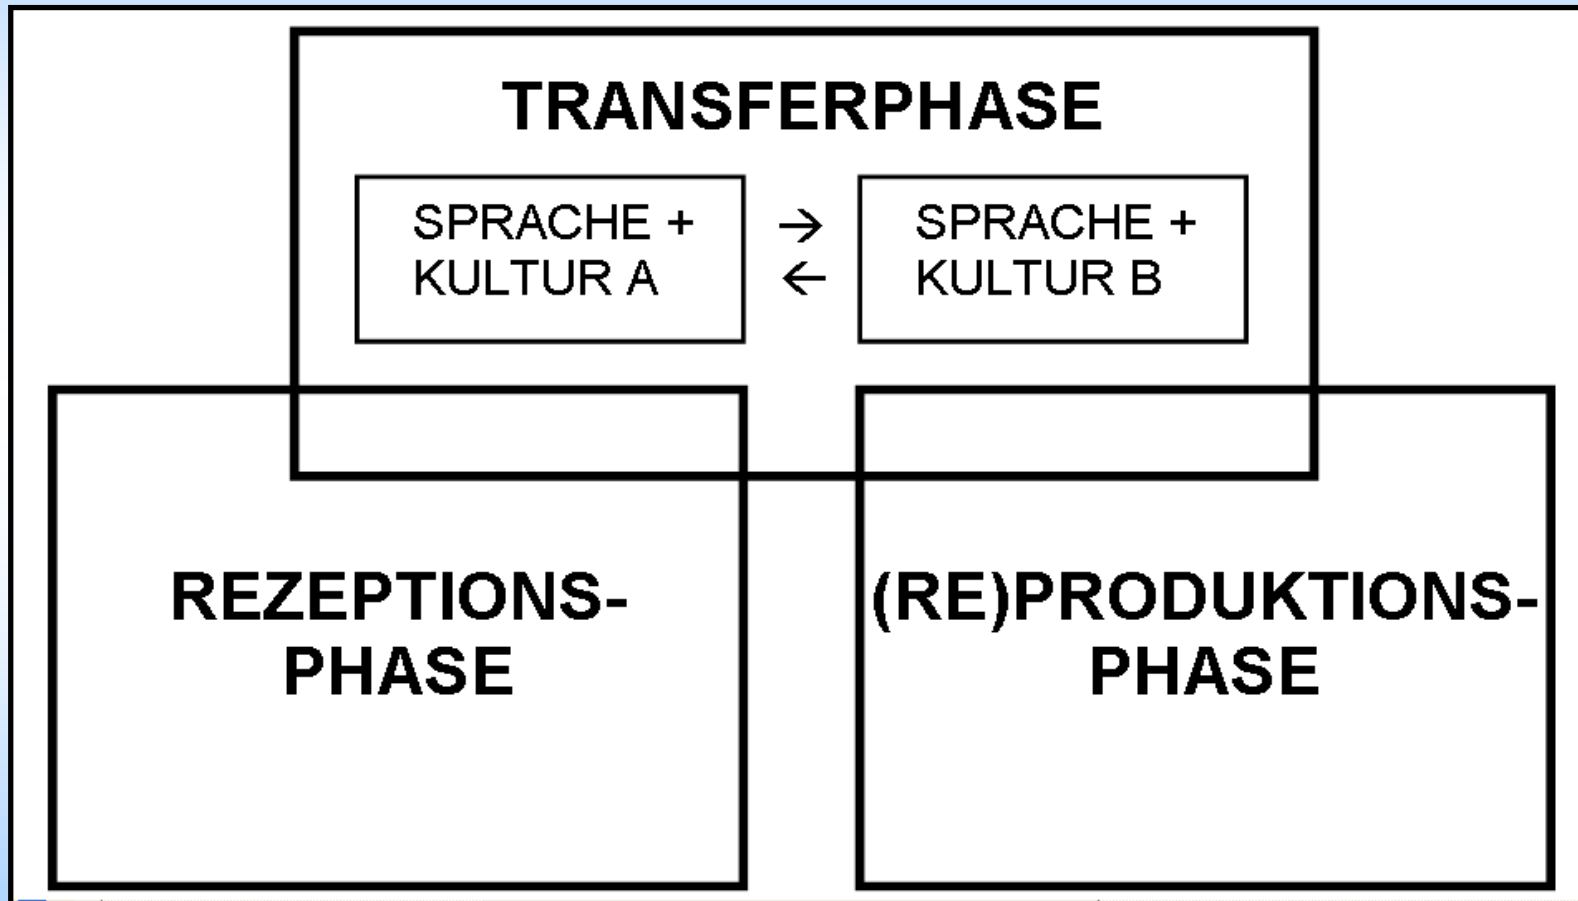 TRANSFERPHASE
SPRACHE +
KULTUR A
→
←
SPRACHE +
KULTUR B
REZEPTIONS-
PHASE
(RE)PRODUKTIONS-
PHASE